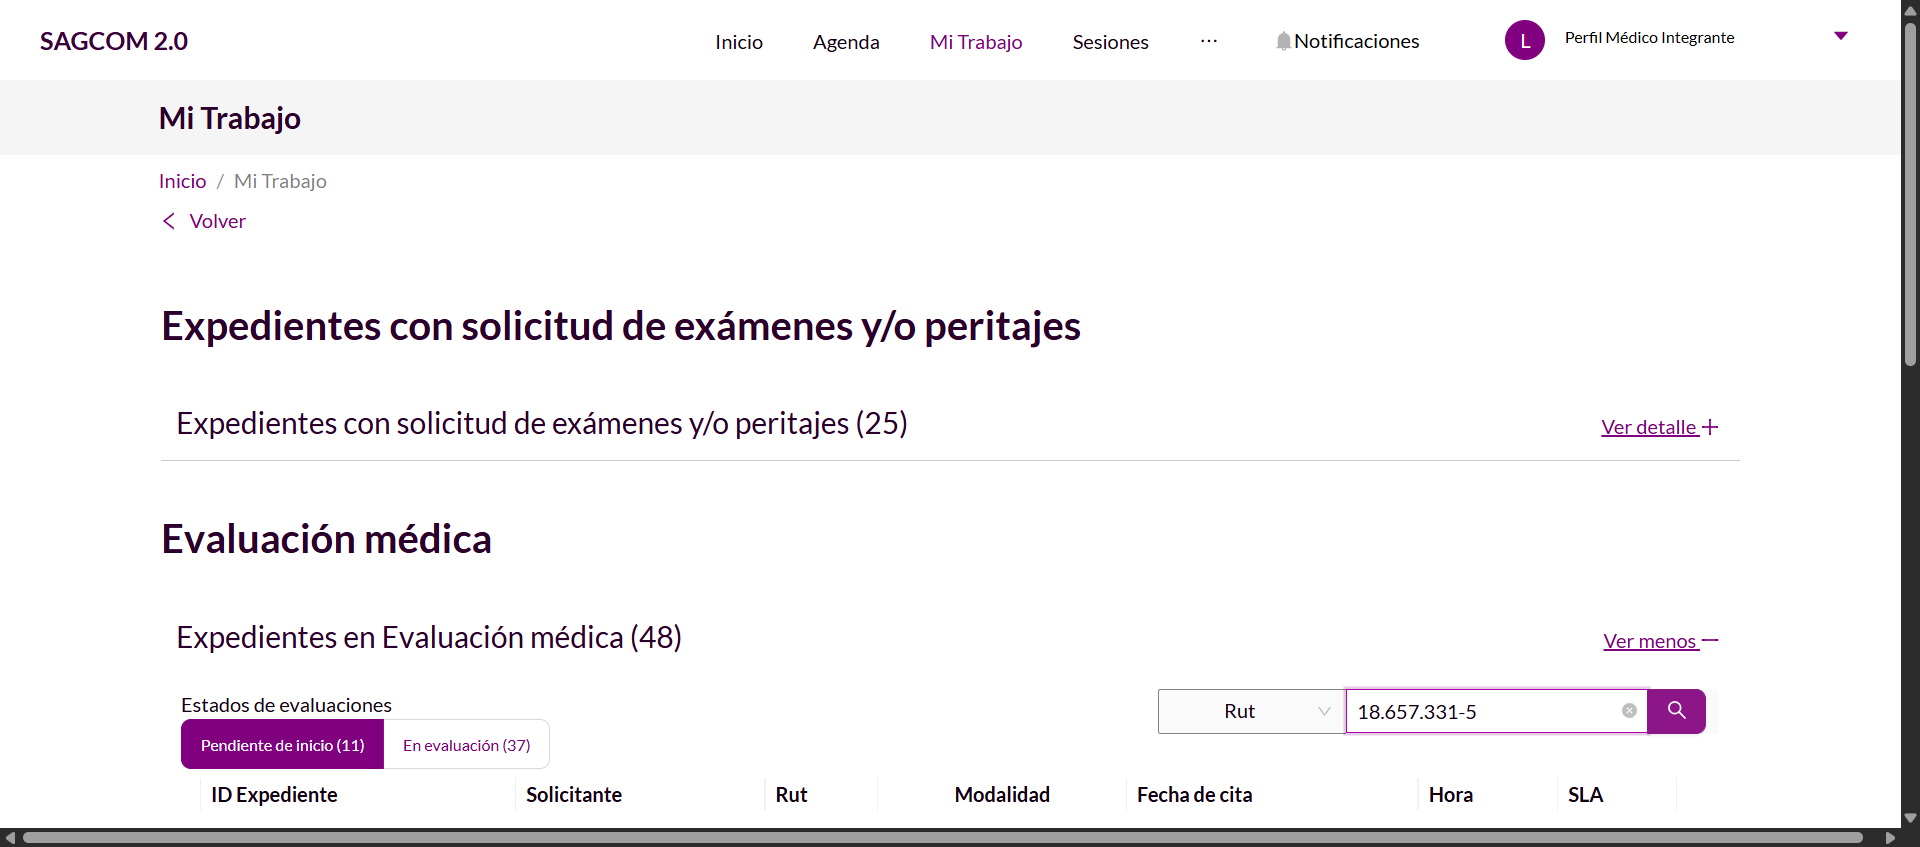 SAGCOM 2.0
Inicio
Agenda
Mi Trabajo
Sesiones
...
Notificaciones
L
Perfil Médico Integrante
Mi Trabajo
Inicio / Mi Trabajo
Volver
Expedientes con solicitud de exámenes y/o peritajes
Expedientes con solicitud de exámenes y/o peritajes (25)
Ver detalle
Evaluación médica
Expedientes en Evaluación médica (48)
Ver menos
Estados de evaluaciones
Pendiente de inicio (11)
En evaluación (37)
Rut
18.657.331-5
ID Expediente
Solicitante
Rut
Modalidad
Fecha de cita
Hora
SLA